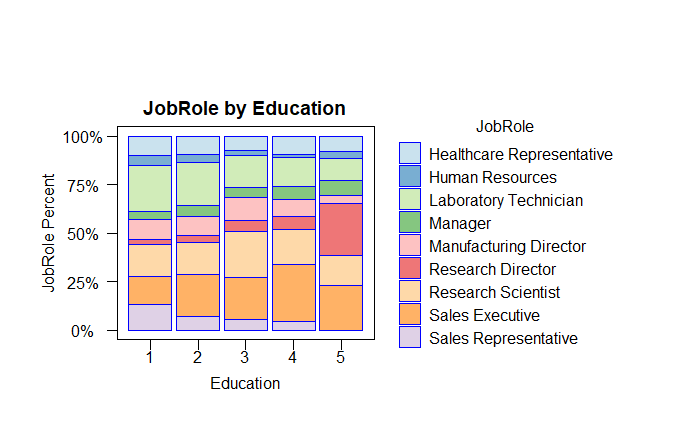 JobRole by Education
JobRole Percent
100%
75%
50%
25%
0%
1 2 3 4 5
Education
JobRole
Healthcare Representative
Human Resources
Laboratory Technician
Manager
Manufacturing Director
Research Director
Research Scientist
Sales Executive
Sales Representative